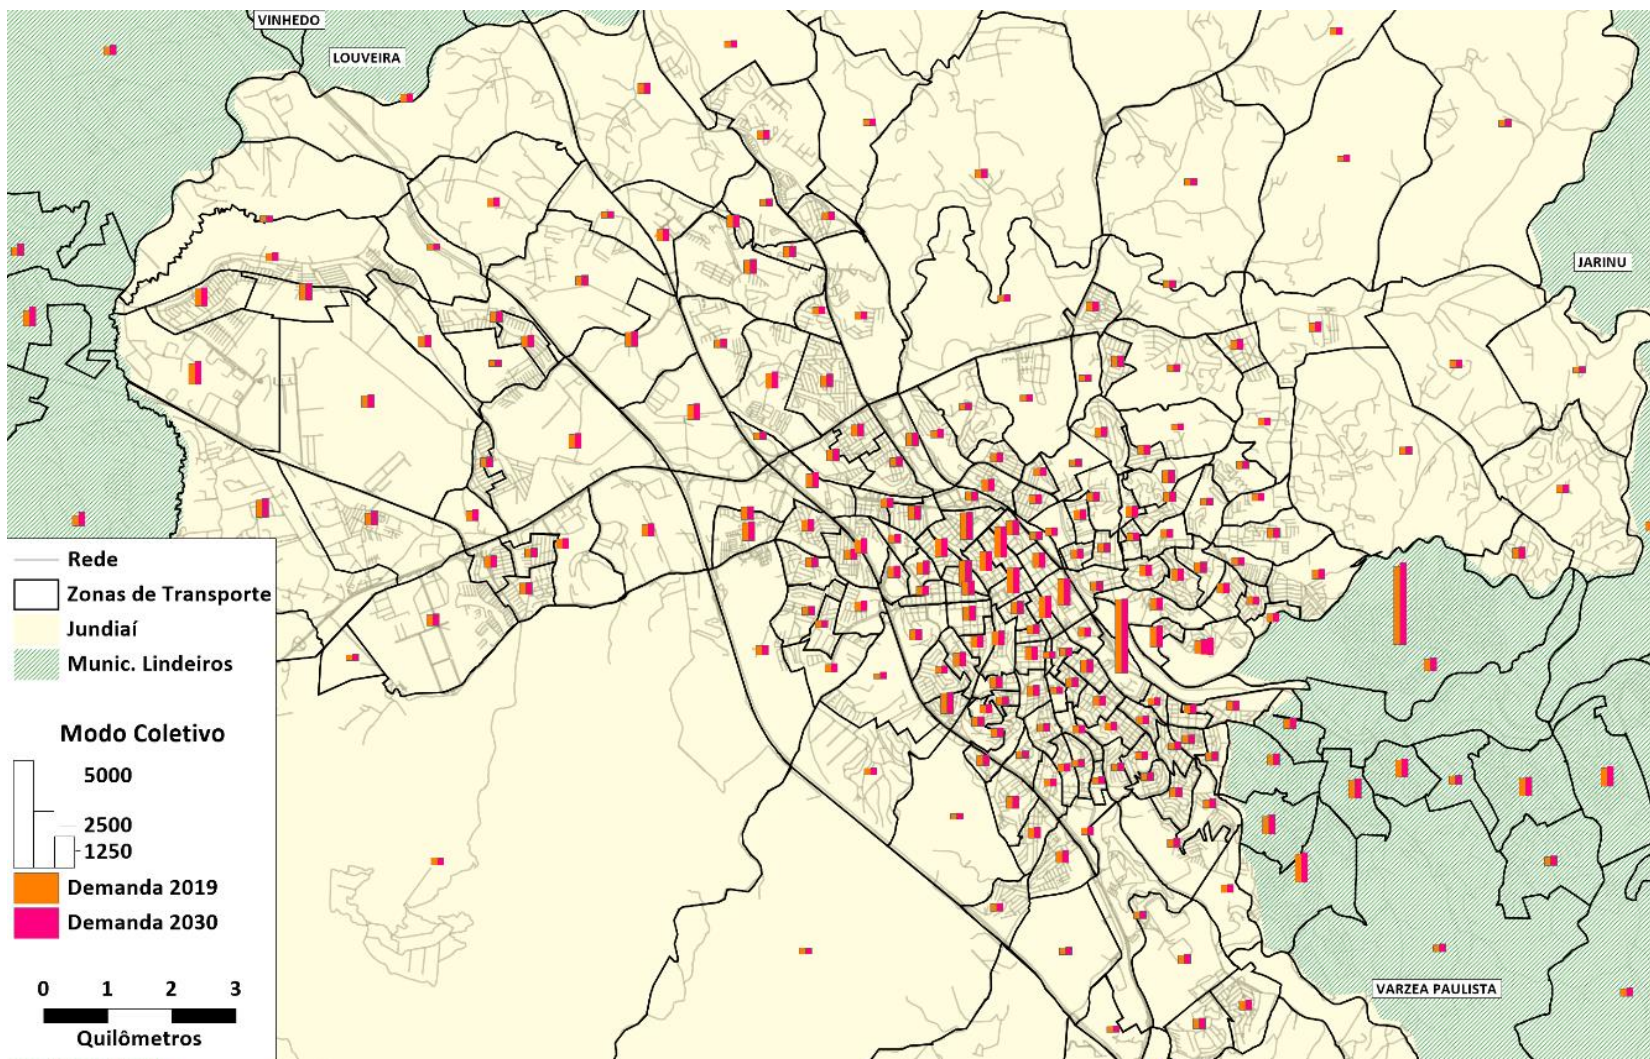 VINHEDO
LOUVEIRA
JARINU
Rede
Zonas de Transporte
Jundiaí
Munic. Lindeiros
Modo Coletivo
5000
2500
1250
Demanda 2019
Demanda 2030
0 1 2 3
Quilômetros
VARZEA PAULISTA